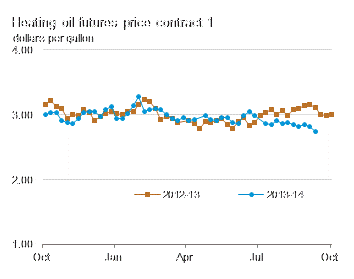 Heating oil futures price contract 1
dollars per gallon
4.00
3.00
2.00
1.00
Oct Jan Apr Jul Oct
2012-13 2013-14